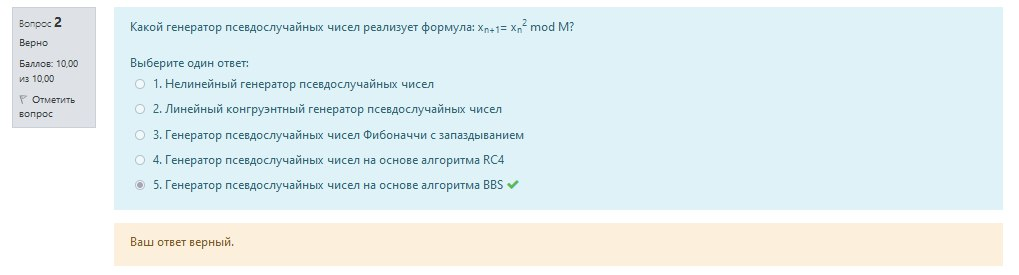 Вопрос 2
Верно
Баллов: 10,00
из 10,00
Отметить
вопрос
Какой генератор псевдослучайных чисел реализует формула: xₙ₊₁= xₙ² mod M?
Выберите один ответ:
1. Нелинейный генератор псевдослучайных чисел
2. Линейный конгруэнтный генератор псевдослучайных чисел
3. Генератор псевдослучайных чисел Фибоначчи с запаздыванием
4. Генератор псевдослучайных чисел на основе алгоритма RC4
5. Генератор псевдослучайных чисел на основе алгоритма BBS
Ваш ответ верный.